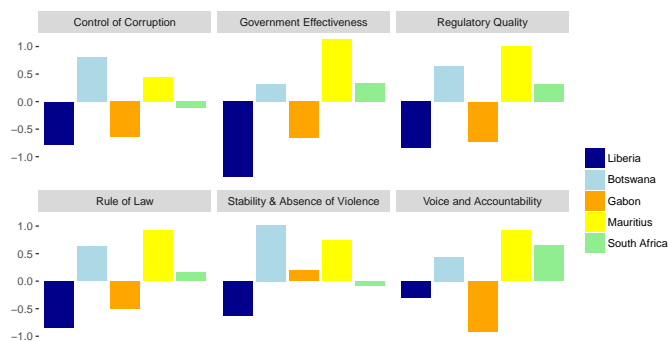 Control of Corruption
Government Effectiveness
Regulatory Quality
1.0
0.5
0.0
−0.5
−1.0
Rule of Law
Stability & Absence of Violence
Voice and Accountability
1.0
0.5
0.0
−0.5
−1.0
Liberia
Botswana
Gabon
Mauritius
South Africa